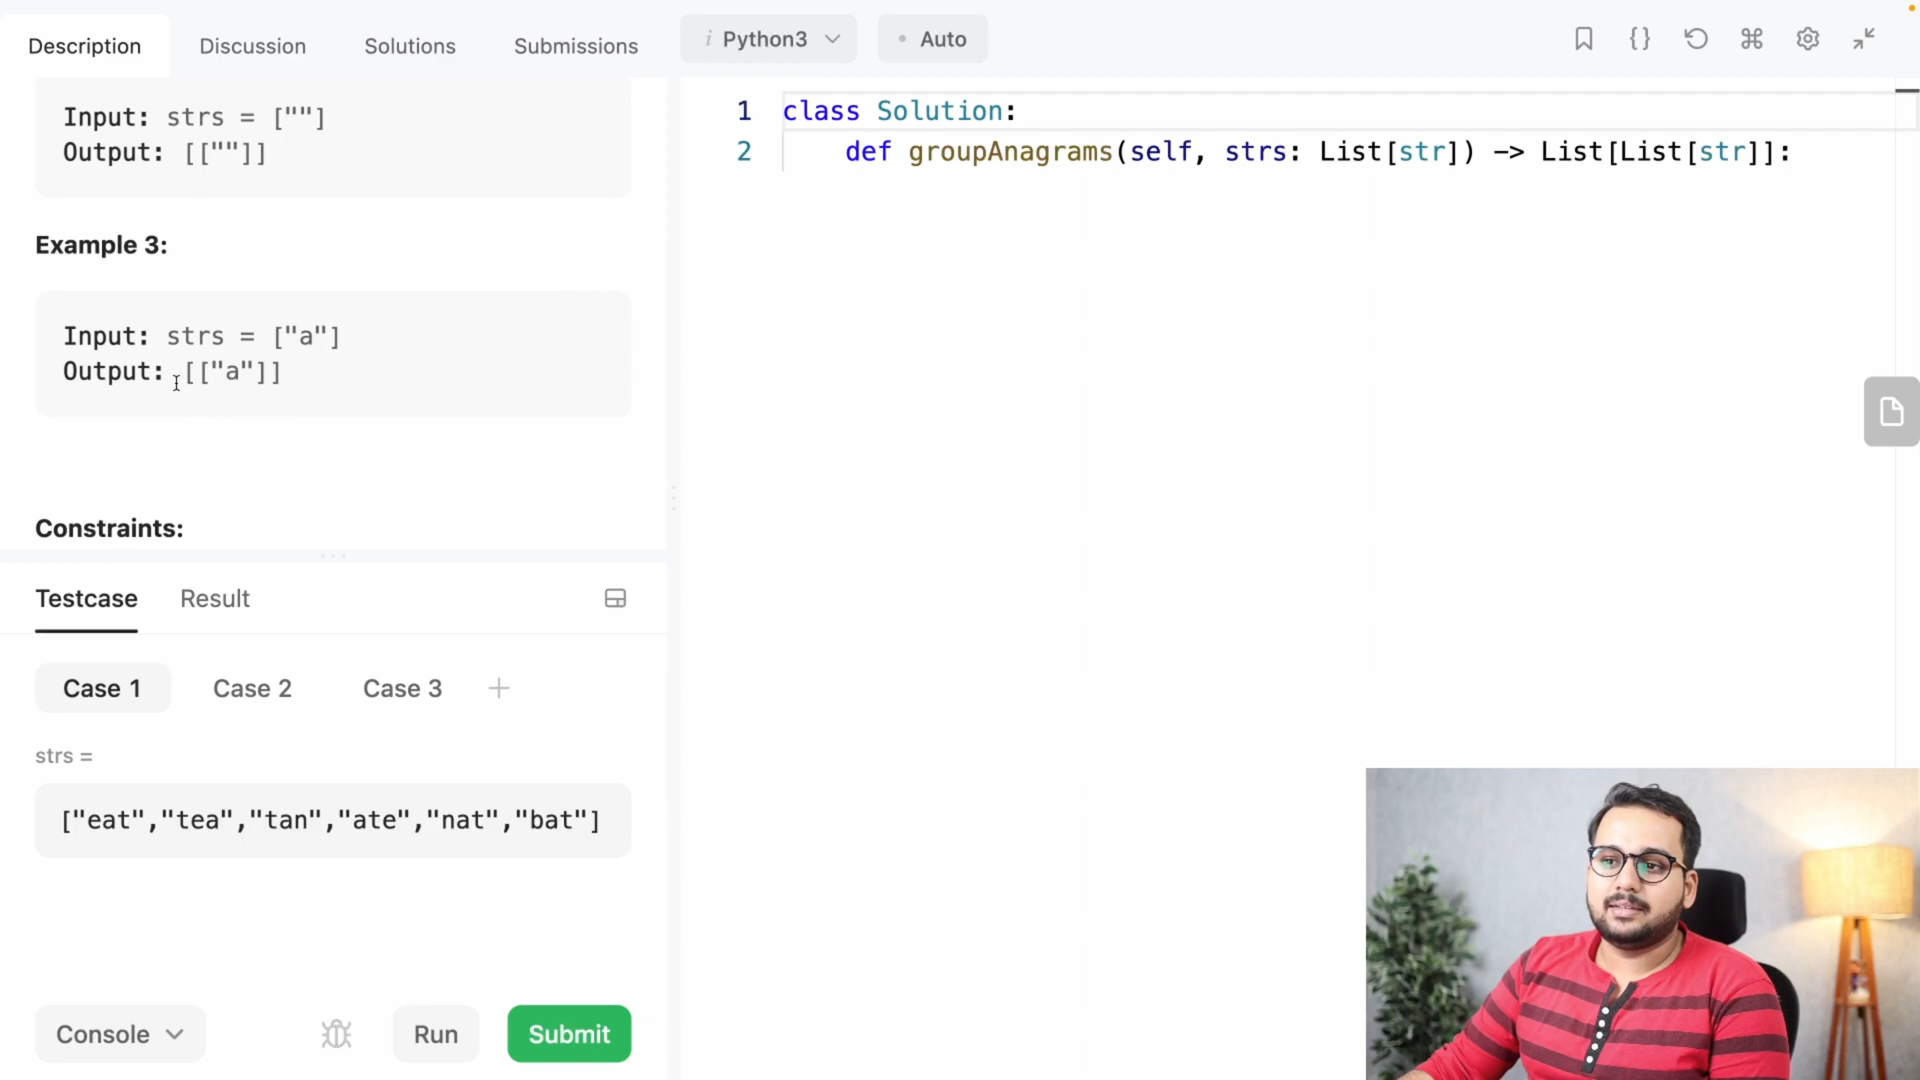 Description Discussion Solutions Submissions
i Python3 • Auto
Input: strs = [""]
Output: [[""]]
Example 3:
Input: strs = ["a"]
Output: [["a"]]
Constraints:
Testcase Result
Case 1 Case 2 Case 3 +
strs =
["eat","tea","tan","ate","nat","bat"]
Console Run Submit
1 class Solution:
2 def groupAnagrams(self, strs: List[str]) -> List[List[str]]: